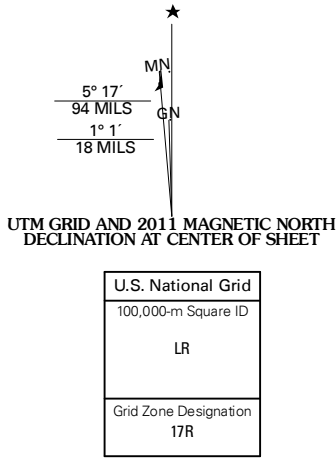 MN
5° 17´
94 MILS
GN
1° 1´
18 MILS
UTM GRID AND 2011 MAGNETIC NORTH
DECLINATION AT CENTER OF SHEET
U.S. National Grid
100,000-m Square ID
LR
Grid Zone Designation
17R